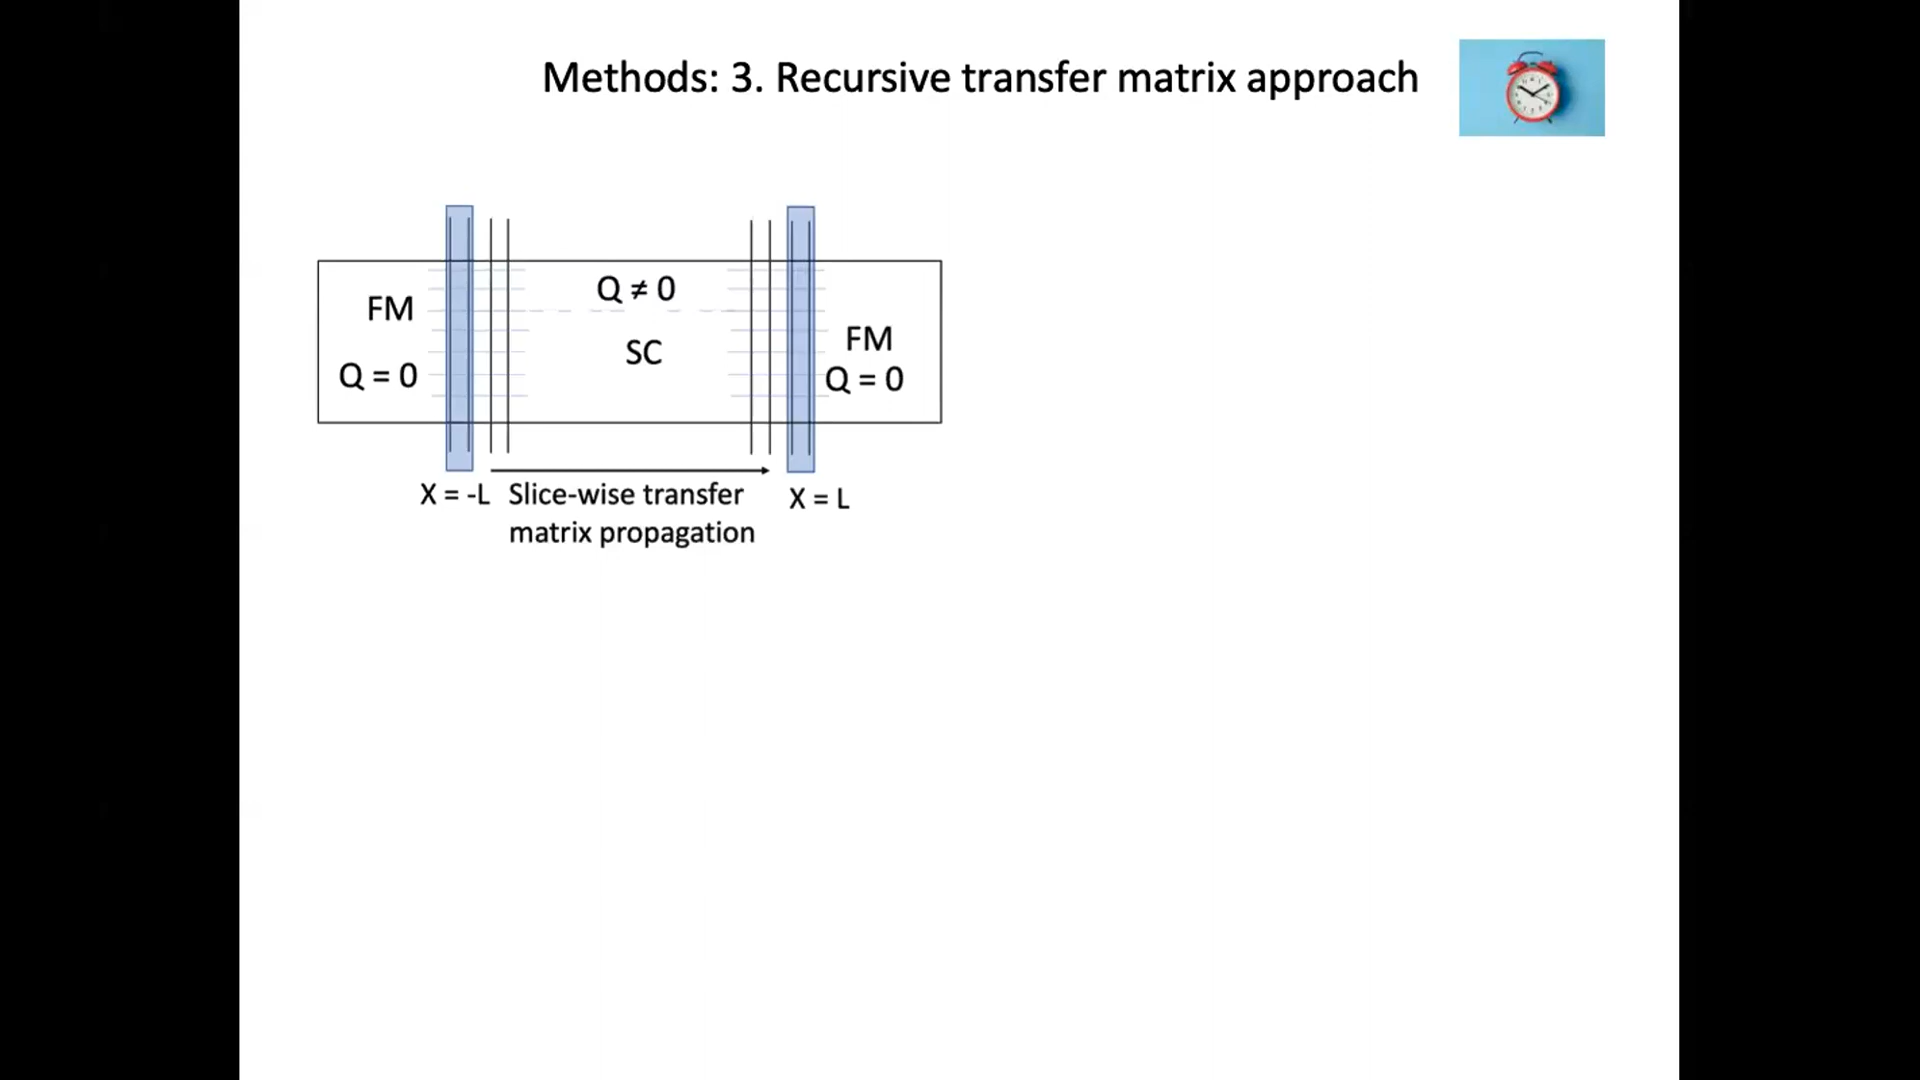 Methods: 3. Recursive transfer matrix approach
Q ≠ 0
FM
SC
FM
Q = 0
Q = 0
X = -L
Slice-wise transfer
matrix propagation
X = L